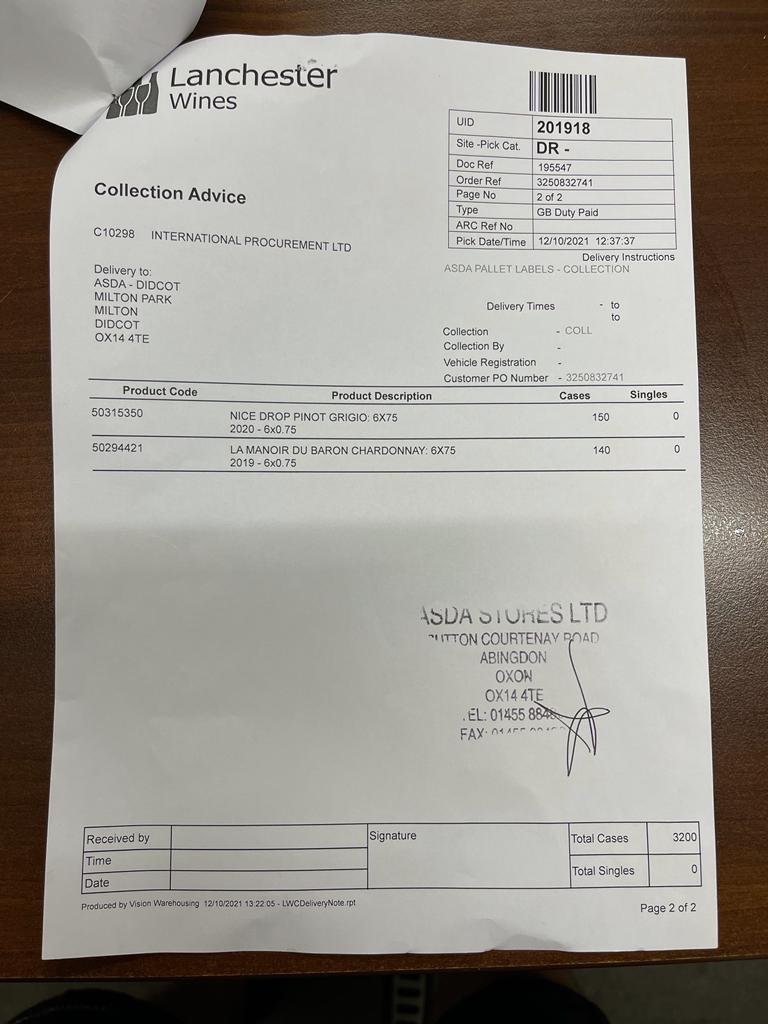 Lanchester
Wines
UID 201918
Site -Pick Cat. DR -
Doc Ref 195547
Order Ref 3250832741
Page No 2 of 2
Type GB Duty Paid
ARC Ref No
Pick Date/Time 12/10/2021 12:37:37
Collection Advice
C10298 INTERNATIONAL PROCUREMENT LTD
Delivery Instructions
ASDA PALLET LABELS - COLLECTION
Delivery to:
ASDA - DIDCOT
MILTON PARK
MILTON
DIDCOT
OX14 4TE
Delivery Times - to
to
Collection - COLL
Collection By -
Vehicle Registration -
Customer PO Number - 3250832741
Product Code Product Description Cases Singles
50315350 NICE DROP PINOT GRIGIO: 6X75 150 0
2020 - 6x0.75
50294421 LA MANOIR DU BARON CHARDONNAY: 6X75 140 0
2019 - 6x0.75
ASDA STORES LTD
COURTENAY ROAD
ABINGDON
OXON
OX14 4TE
EL: 01455
FAX:
Received by
Time
Date
Signature
Total Cases 3200
Total Singles 0
Produced by Vision Warehousing 12/10/2021 13:22:05 - LWCDeliveryNote.rpt
Page 2 of 2